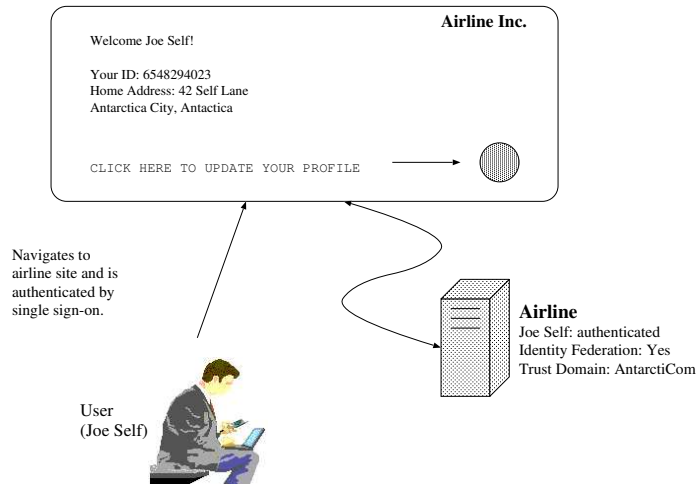 Airline Inc.
Welcome Joe Self!
Your ID: 6548294023
Home Address: 42 Self Lane
Antarctica City, Antactica
CLICK HERE TO UPDATE YOUR PROFILE
Navigates to
airline site and is
authenticated by
single sign-on.
Airline
Joe Self: authenticated
Identity Federation: Yes
Trust Domain: AntarctiCom
User
(Joe Self)